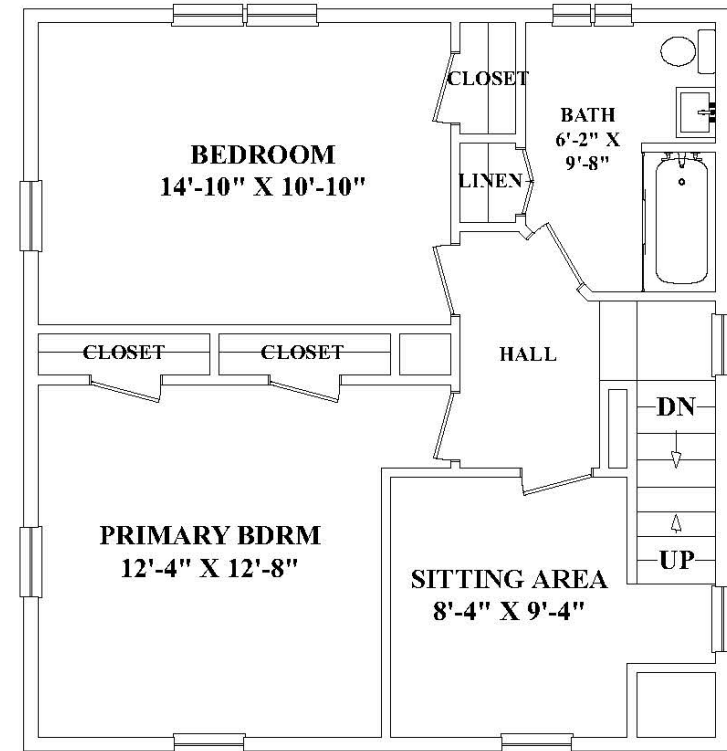 CLOSET
BATH
6'-2" X
9'-8"
BEDROOM
14'-10" X 10'-10"
LINEN
CLOSET
CLOSET
HALL
DN
PRIMARY BDRM
12'-4" X 12'-8"
UP
SITTING AREA
8'-4" X 9'-4"